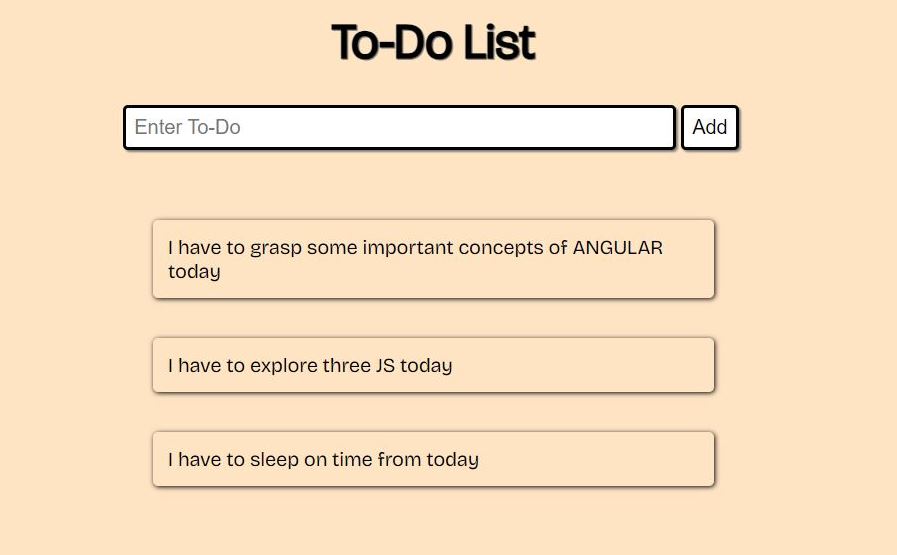 To-Do List
Enter To-Do
Add
I have to grasp some important concepts of ANGULAR
today
I have to explore three JS today
I have to sleep on time from today